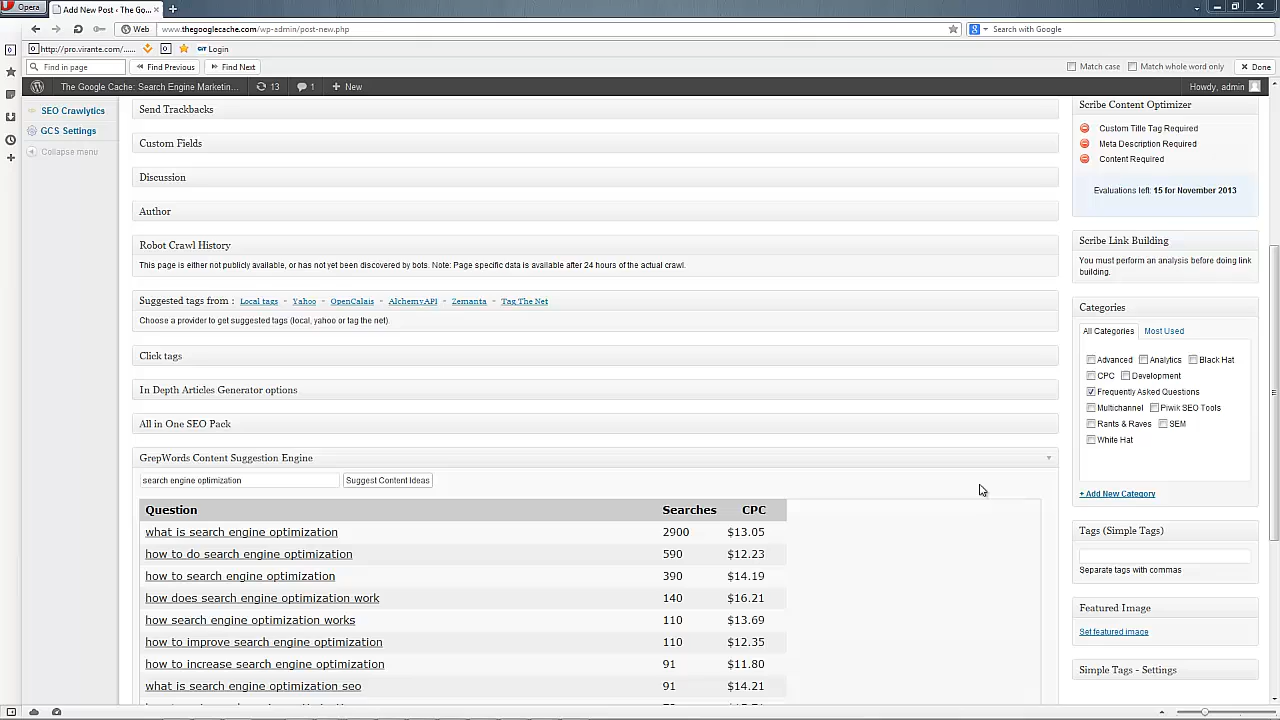 Opera
Add New Post ‹ The Go...
Web
www.thegooglecache.com/wp-admin/post-new.php
Search with Google
http://pro.virante.com/.....
GIT Login
Find in page
Find Previous
Find Next
Match case
Match whole word only
Done
The Google Cache: Search Engine Marketin...
13
1
New
Howdy, admin
SEO Crawlytics
GCS Settings
Collapse menu
Send Trackbacks
Custom Fields
Discussion
Author
Robot Crawl History
This page is either not publicly available, or has not yet been discovered by bots. Note: Page specific data is available after 24 hours of the actual crawl.
Suggested tags from : Local tags - Yahoo - OpenCalais - AlchemyAPI - Zemanta - Tag The Net
Choose a provider to get suggested tags (local, yahoo or tag the net)
Click tags
In Depth Articles Generator options
All in One SEO Pack
GrepWords Content Suggestion Engine
search engine optimization
Suggest Content Ideas
Question Searches CPC
what is search engine optimization 2900 $13.05
how to do search engine optimization 590 $12.23
how to search engine optimization 390 $14.19
how does search engine optimization work 140 $16.21
how search engine optimization works 110 $13.69
how to improve search engine optimization 110 $12.35
how to increase search engine optimization 91 $11.80
what is search engine optimization seo 91 $14.21
Scribe Content Optimizer
Custom Title Tag Required
Meta Description Required
Content Required
Evaluations left: 15 for November 2013
Scribe Link Building
You must perform an analysis before doing link
building.
Categories
All Categories Most Used
Advanced Analytics Black Hat
CPC Development
Frequently Asked Questions
Multichannel Piwik SEO Tools
Rants & Raves SEM
White Hat
+ Add New Category
Tags (Simple Tags)
Separate tags with commas
Featured Image
Set featured image
Simple Tags - Settings